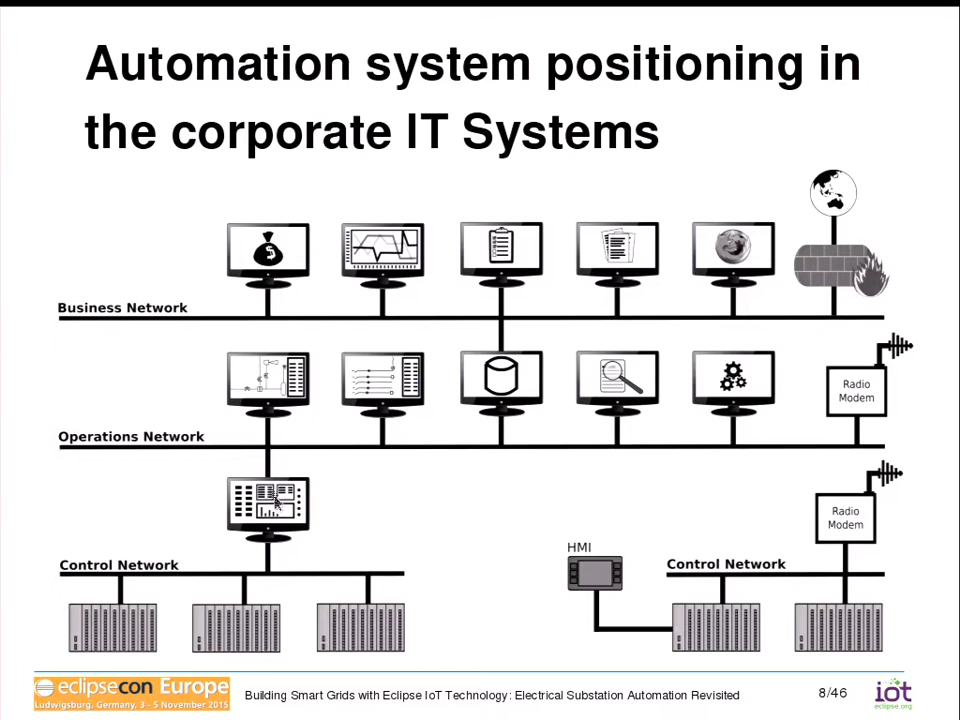 Automation system positioning in
the corporate IT Systems
Business Network
Operations Network
Radio
Modem
Control Network
HMI
Radio
Modem
Control Network
eclipsecon Europe
Ludwigsburg, Germany, 3 - 5 November 2015
Building Smart Grids with Eclipse IoT Technology: Electrical Substation Automation Revisited
8/46
iot
eclipse.org